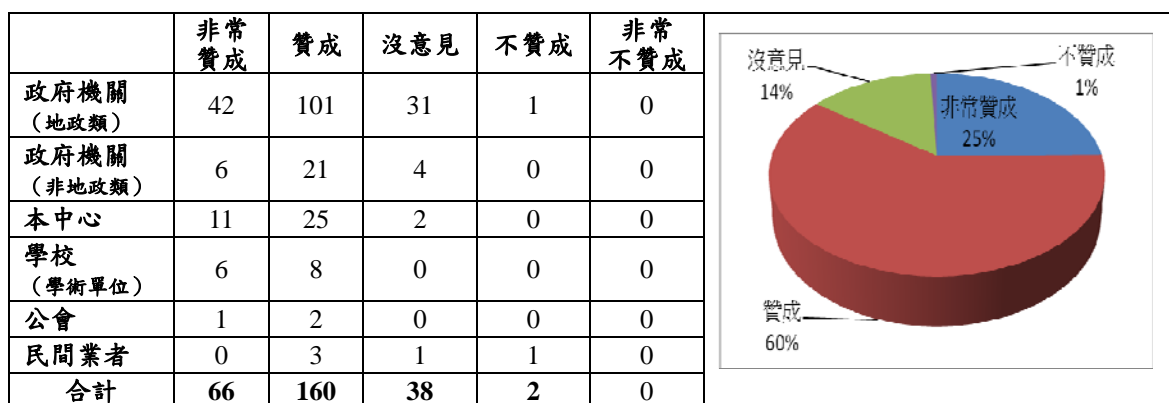 非常贊成 贊成 沒意見 不贊成 非常不贊成
政府機關（地政類） 42 101 31 1 0
政府機關（非地政類） 6 21 4 0 0
本中心 11 25 2 0 0
學校（學術單位） 6 8 0 0 0
公會 1 2 0 0 0
民間業者 0 3 1 1 0
合計 66 160 38 2 0
沒意見
14%
不贊成
1%
非常贊成
25%
贊成
60%